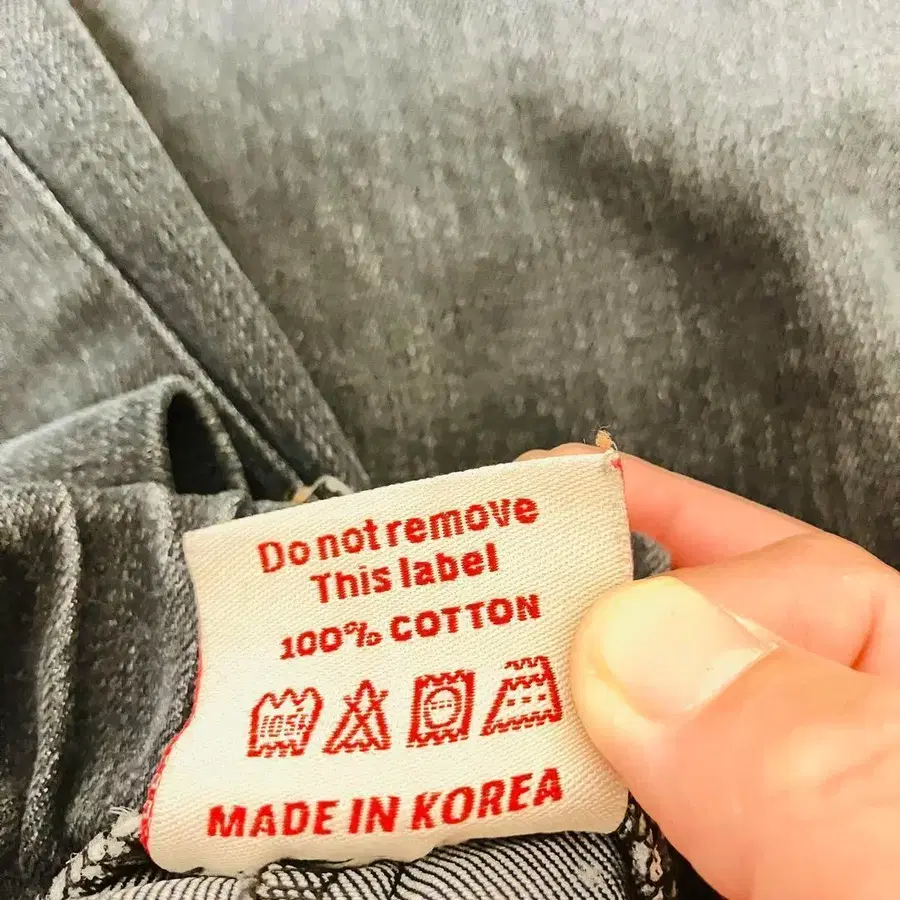 Do not remove
This label
100% COTTON
MADE IN KOREA